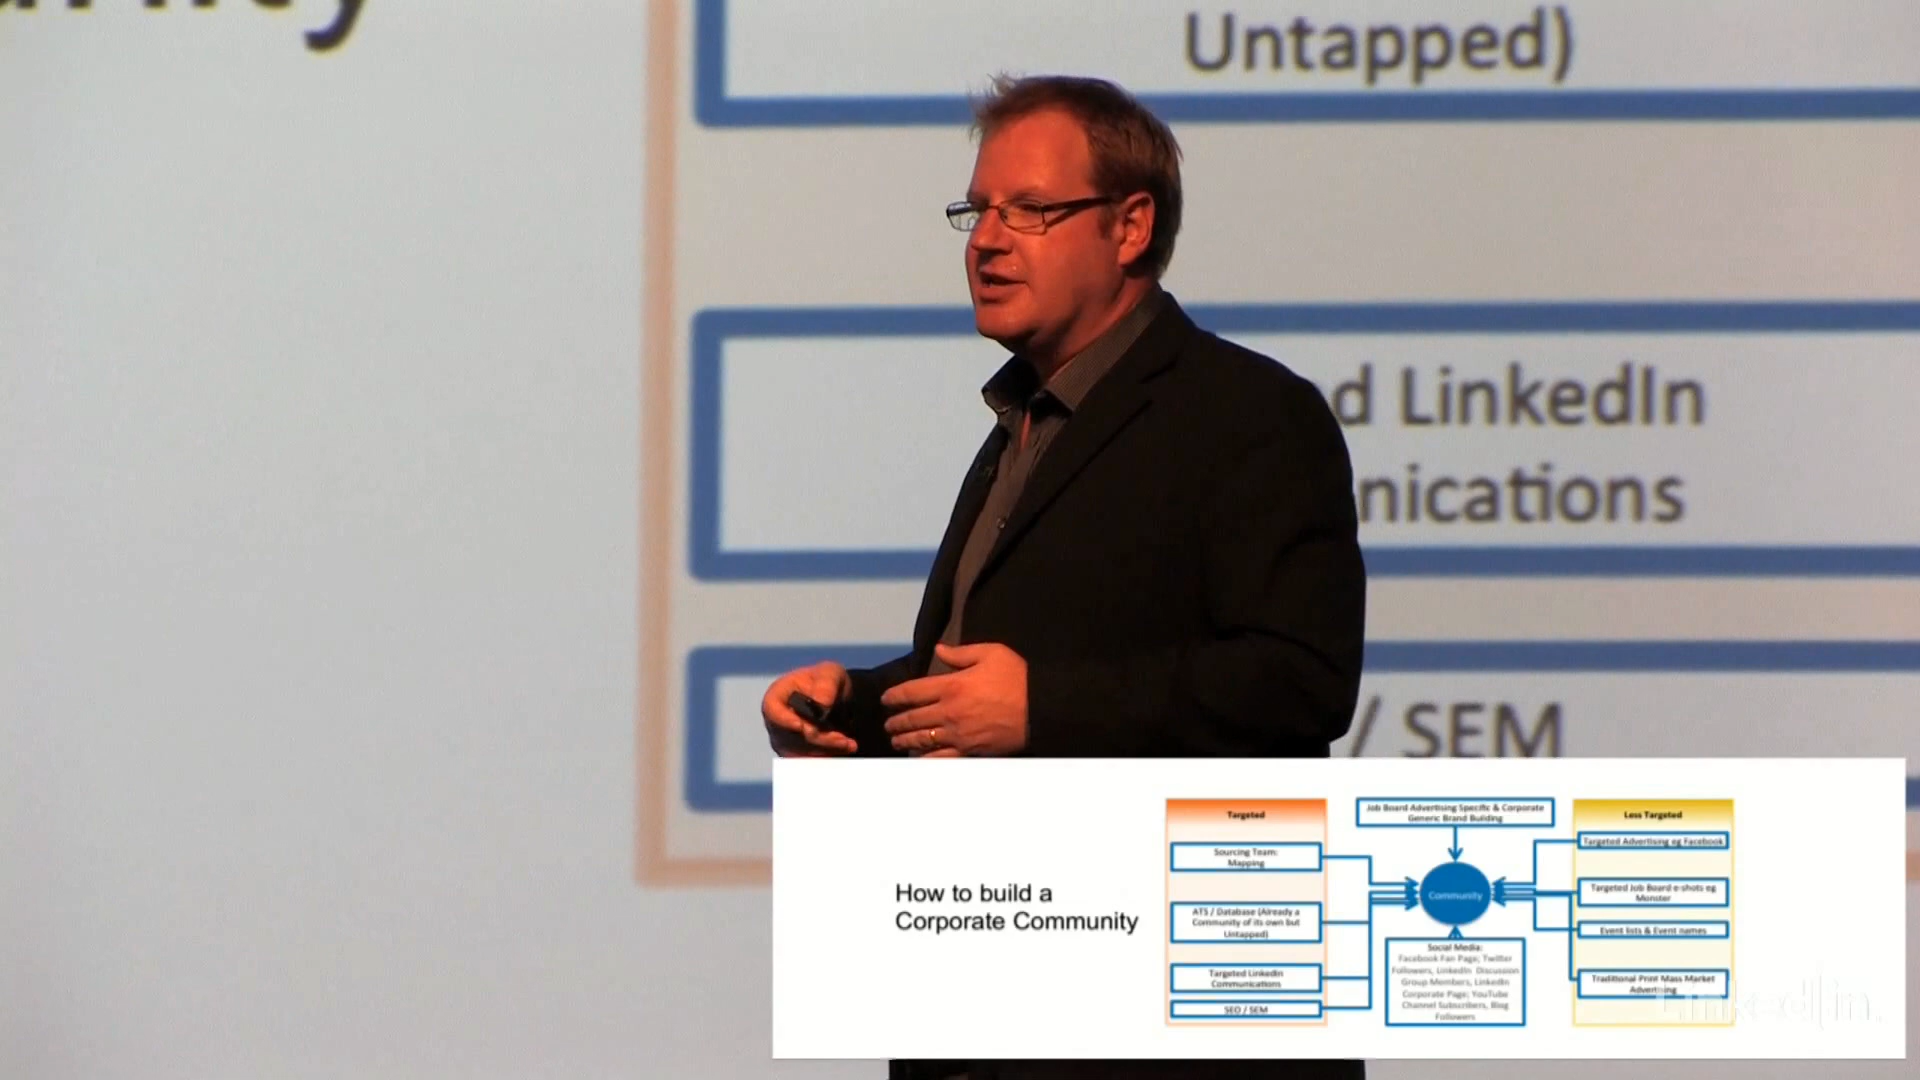 Untapped)
d LinkedIn
nications
/ SEM
How to build a
Corporate Community
Targeted
Sourcing Team:
Mapping
ATS / Database (Already a
Community of its own but
Untapped)
Targeted LinkedIn
Communications
SEO / SEM
Job Board Advertising Specific & Corporate
Generic Brand Building
Community
Social Media:
Facebook Fan Page; Twitter
Followers, LinkedIn Discussion
Group Members, LinkedIn
Corporate Page; YouTube
Channel Subscribers, Blog
Followers
Less Targeted
Targeted Advertising eg Facebook
Targeted Job Board e-shots eg
Monster
Event lists & Event names
Traditional Print Mass Market
Advertising
LinkedIn